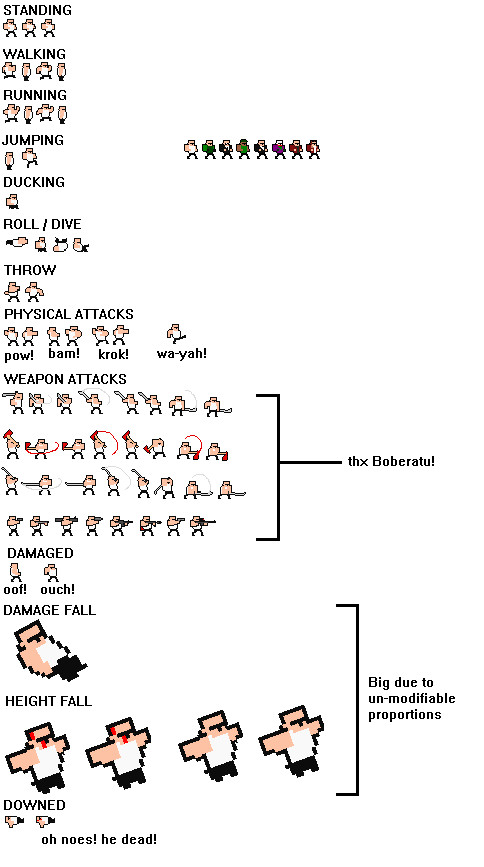 STANDING
WALKING
RUNNING
JUMPING
DUCKING
ROLL / DIVE
THROW
PHYSICAL ATTACKS
pow! bam! krok! wa-yah!
WEAPON ATTACKS
thx Boberatu!
DAMAGED
oof! ouch!
DAMAGE FALL
Big due to
un-modifiable
proportions
HEIGHT FALL
DOWNED
oh noes! he dead!